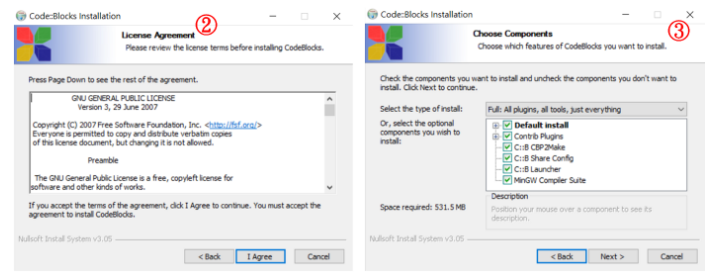 Code::Blocks Installation
②
License Agreement
Please review the license terms before installing CodeBlocks.
Press Page Down to see the rest of the agreement.
GNU GENERAL PUBLIC LICENSE
Version 3, 29 June 2007
Copyright (C) 2007 Free Software Foundation, Inc. <http://fsf.org/>
Everyone is permitted to copy and distribute verbatim copies
of this license document, but changing it is not allowed.
Preamble
The GNU General Public License is a free, copyleft license for
software and other kinds of works.
If you accept the terms of the agreement, click I Agree to continue. You must accept the
agreement to install CodeBlocks.
Nullsoft Install System v3.05
< Back
I Agree
Cancel
Code::Blocks Installation
③
Choose Components
Choose which features of CodeBlocks you want to install.
Check the components you want to install and uncheck the components you don't want to
install. Click Next to continue.
Select the type of install:
Full: All plugins, all tools, just everything
Or, select the optional
components you wish to
install:
Default install
Contrib Plugins
C::B CBP2Make
C::B Share Config
C::B Launcher
MinGW Compiler Suite
Space required: 531.5 MB
Description
Position your mouse over a component to see its
description.
Nullsoft Install System v3.05
< Back
Next >
Cancel